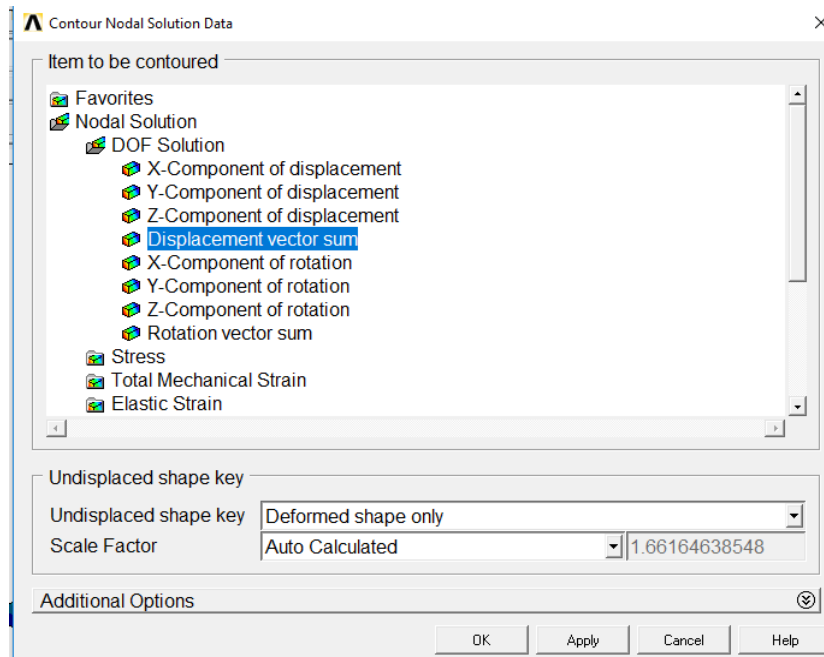 Contour Nodal Solution Data
Item to be contoured
Favorites
Nodal Solution
DOF Solution
X-Component of displacement
Y-Component of displacement
Z-Component of displacement
Displacement vector sum
X-Component of rotation
Y-Component of rotation
Z-Component of rotation
Rotation vector sum
Stress
Total Mechanical Strain
Elastic Strain
Undisplaced shape key
Undisplaced shape key Deformed shape only
Scale Factor Auto Calculated 1.66164638548
Additional Options
OK Apply Cancel Help